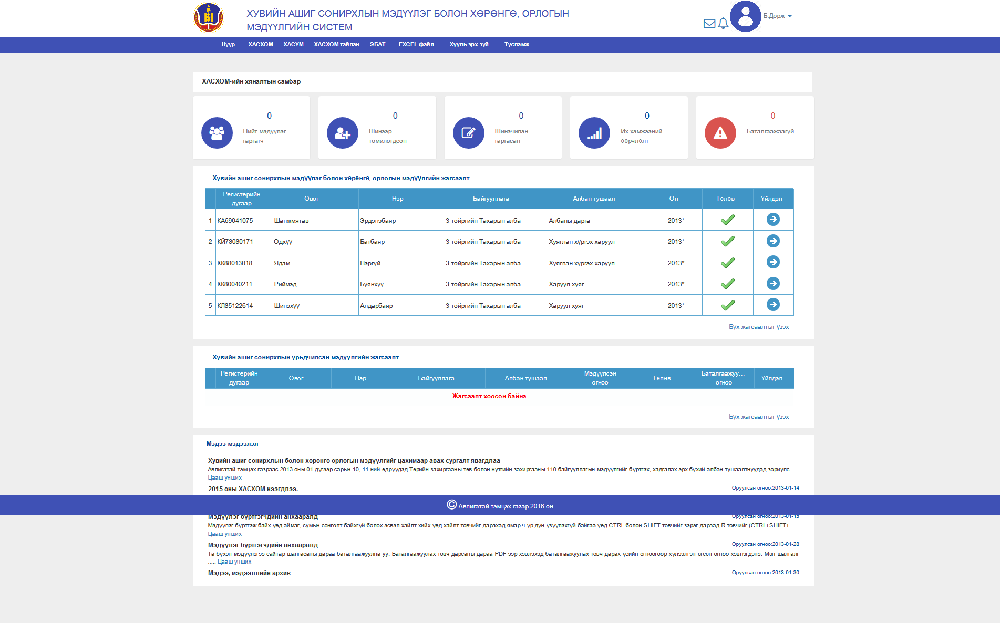 ХУВИЙН АШИГ СОНИРХЛЫН МЭДҮҮЛЭГ БОЛОН ХӨРӨНГӨ, ОРЛОГЫН
МЭДҮҮЛГИЙН СИСТЕМ
Б.Дорж
Нүүр ХАСХОМ ХАСУМ ХАСХОМ тайлан ЭБАТ EXCEL файл Хууль эрх зүй Тусламж
ХАСХОМ-ийн хяналтын самбар
0
Нийт мэдүүлэг
гаргагч
0
Шинээр
томилогдсон
0
Шинэчилэн
гаргасан
0
Их хэмжээний
өөрчлөлт
0
Баталгаажаагүй
Хувийн ашиг сонирхлын мэдүүлэг болон хөрөнгө, орлогын мэдүүлгийн жагсаалт
Регистерийн
дугаар Овог Нэр Байгууллага Албан тушаал Он Төлөв Үйлдэл
1 КА69041075 Шанжмятав Эрдэнэбаяр 3 тойргийн Тахарын алба Албаны дарга 2013*
2 КЙ78080171 Одхүү Батбаяр 3 тойргийн Тахарын алба Хуяглан хүргэх харуул 2013*
3 КК88013018 Ядам Нэргүй 3 тойргийн Тахарын алба Хуяглан хүргэх харуул 2013*
4 КК80040211 Риймэд Буянхүү 3 тойргийн Тахарын алба Харуул хуяг 2013*
5 КЛ85122614 Шинэхүү Алдарбаяр 3 тойргийн Тахарын алба Харуул хуяг 2013*
Бүх жагсаалтыг үзэх
Хувийн ашиг сонирхлын урьдчилсан мэдүүлгийн жагсаалт
Регистерийн
дугаар Овог Нэр Байгууллага Албан тушаал Мэдүүлсэн
огноо Төлөв Баталгаажуу...
огноо Үйлдэл
Жагсаалт хоосон байна.
Бүх жагсаалтыг үзэх
Мэдээ мэдээлэл
Хувийн ашиг сонирхлын болон хөрөнгө орлогын мэдүүлгийг цахимаар авах сургалт явагдлаа
Авлигатай тэмцэх газраас 2013 оны 01 дүгээр сарын 10, 11-ний өдрүүдэд Төрийн захиргааны төв болон нутгийн захиргааны 110 байгууллагын мэдүүлгийг бүртгэх, хадгалах эрх бүхий албан тушаалтнуудад зориулс .....
Цааш унших
2015 оны ХАСХОМ нээгдлээ. Оруулсан огноо:2013-01-14
© Авлигатай тэмцэх газар 2016 он
Мэдүүлэг бүртгэгчдийн анхааралд Оруулсан огноо:2013-01-15
Мэдүүлэг бүртгэж байх үед аймаг, сумын сонголт байхгүй болох эсвэл хайлт хийх үед хайлт товчийг дарахад ямар ч үр дүн үзүүлэхгүй байгаа үед CTRL болон SHIFT товчийг зэрэг дараад R товчийг (CTRL+SHIFT+ .....
Цааш унших
Мэдүүлэг бүртгэгчдийн анхааралд Оруулсан огноо:2013-01-28
Та бүхэн мэдүүлэгээ сайтар шалгасаны дараа баталгаажуулна уу. Баталгаажуулах товч дарсаны дараа PDF ээр хэвлэхэд баталгаажуулах товч дарах үеийн огноогоор хүлээлгэн өгсөн огноо хэвлэгдэнэ. Мөн шалгалг
..... Цааш унших
Мэдээ, мэдээллийн архив Оруулсан огноо:2013-01-30